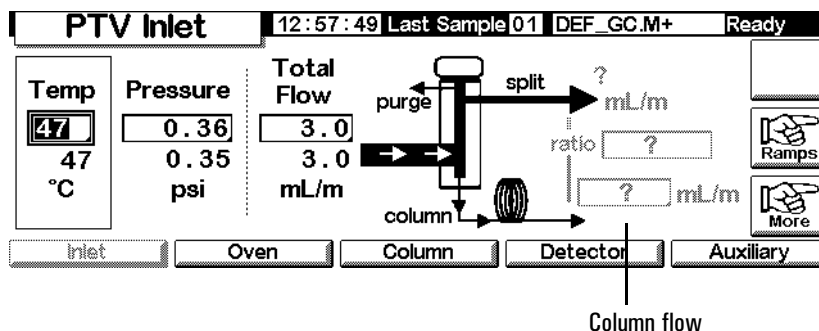 PTV Inlet
12:57:49 Last Sample 01 DEF_GC.M+ Ready
Temp
47
47
°C
Pressure
0.36
0.35
psi
Total
Flow
3.0
3.0
mL/m
purge
split
?
mL/m
ratio ?
? mL/m
column
Ramps
More
Inlet Oven Column Detector Auxiliary
Column flow